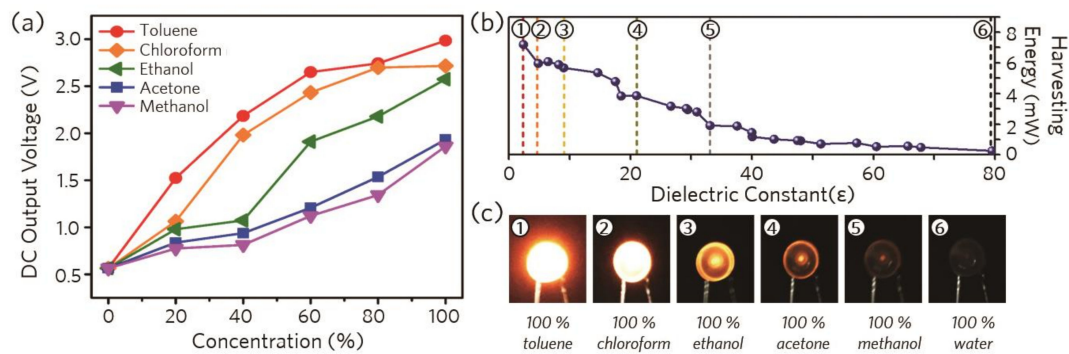 (a)
3.0
2.5
2.0
1.5
1.0
0.5
DC Output Voltage (V)
Toluene
Chloroform
Ethanol
Acetone
Methanol
0 20 40 60 80 100
Concentration (%)
(b)
1 2 3 4 5 6
8
6
4
2
0
Harvesting
Energy (mW)
0 20 40 60 80
Dielectric Constant(ε)
(c)
1 2 3 4 5 6
100 % 100 % 100 % 100 % 100 % 100 %
toluene chloroform ethanol acetone methanol water